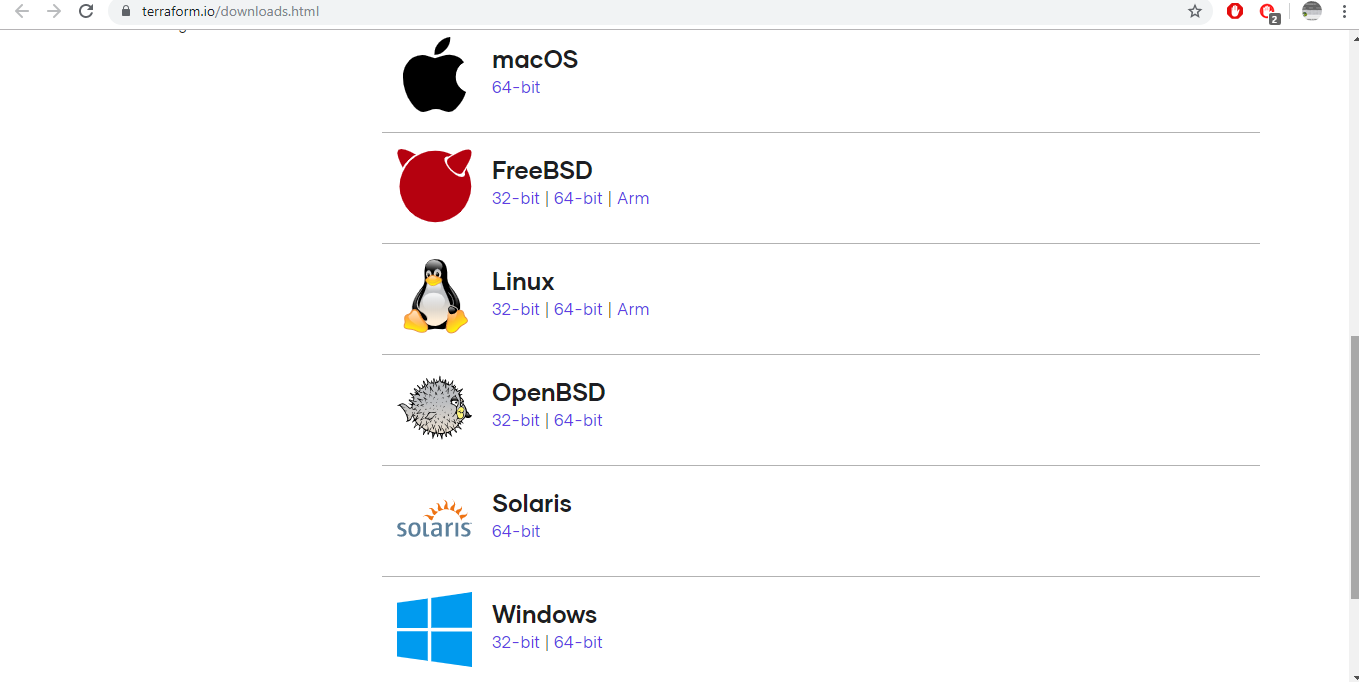 terraform.io/downloads.html
2
macOS
64-bit
FreeBSD
32-bit | 64-bit | Arm
Linux
32-bit | 64-bit | Arm
OpenBSD
32-bit | 64-bit
solaris
Solaris
64-bit
Windows
32-bit | 64-bit